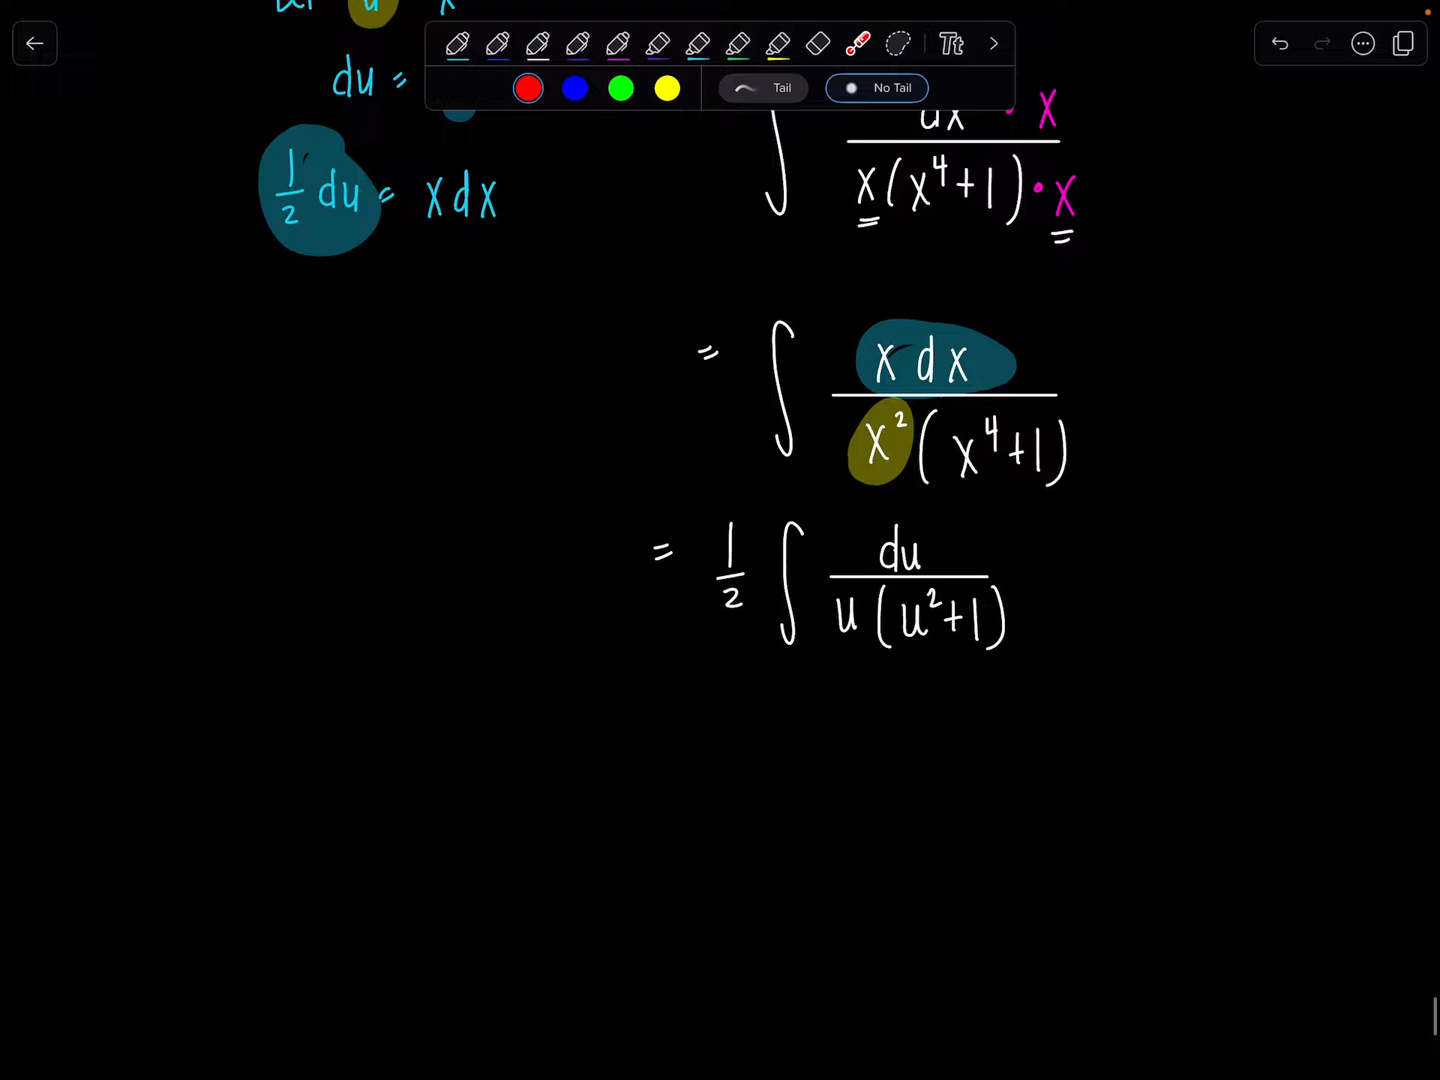 u x
du =
Tail No Tail
dx · x
∫ ―――
x(x⁴+1) · x
1/2 du = x dx
= ∫ x dx / x² (x⁴+1)
= 1/2 ∫ du / u(u²+1)
Tt